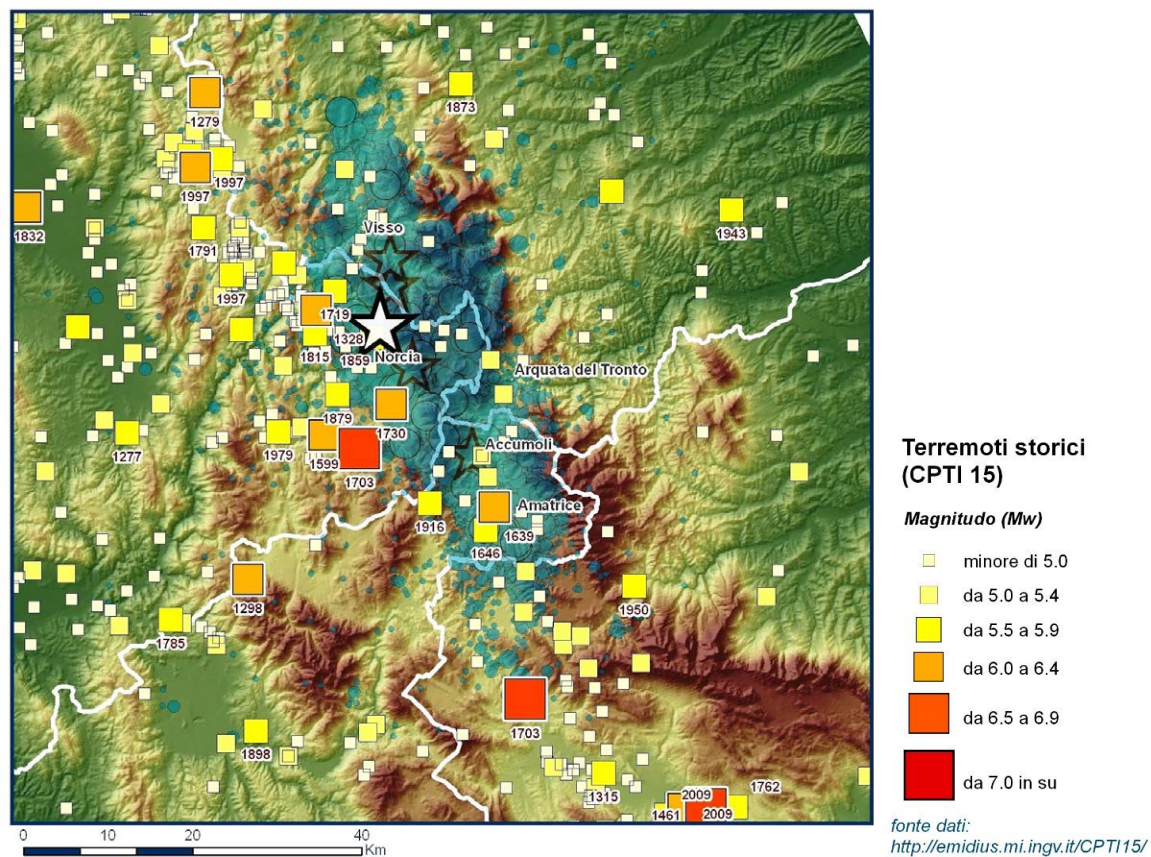 1873
1279
1997
1997
1832
1943
Visso
1791
1997
1719
1328
1815
1859
Norcia
Arquata del Tronto
1879
1730
1277
1979
1599
Accumoli
1703
Amatrice
1916
1639
1646
1298
1950
1785
1703
1898
1315
2009
1762
1461
2009
0
10
20
40
Km
Terremoti storici
(CPTI 15)
Magnitudo (Mw)
minore di 5.0
da 5.0 a 5.4
da 5.5 a 5.9
da 6.0 a 6.4
da 6.5 a 6.9
da 7.0 in su
fonte dati:
http://emidius.mi.ingv.it/CPTI15/